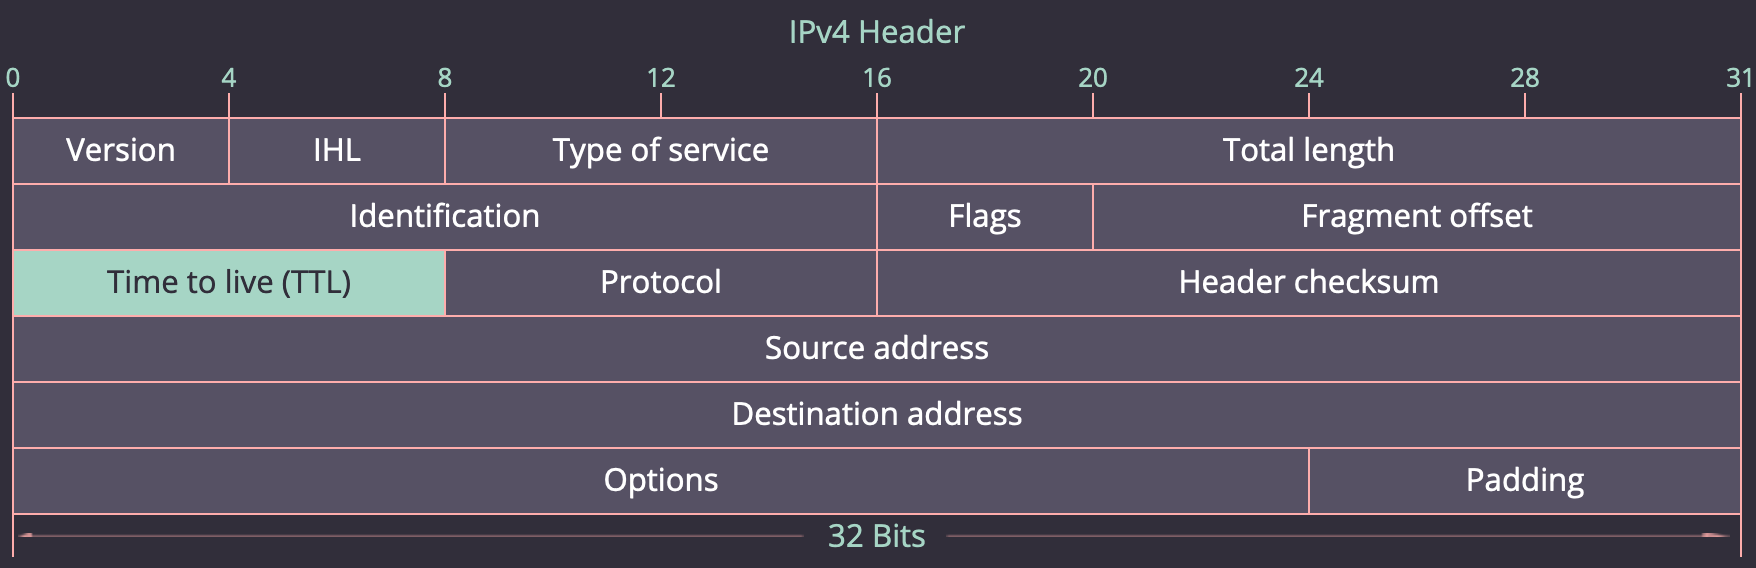 IPv4 Header
0 4 8 12 16 20 24 28 31
Version IHL Type of service Total length
Identification Flags Fragment offset
Time to live (TTL) Protocol Header checksum
Source address
Destination address
Options Padding
32 Bits